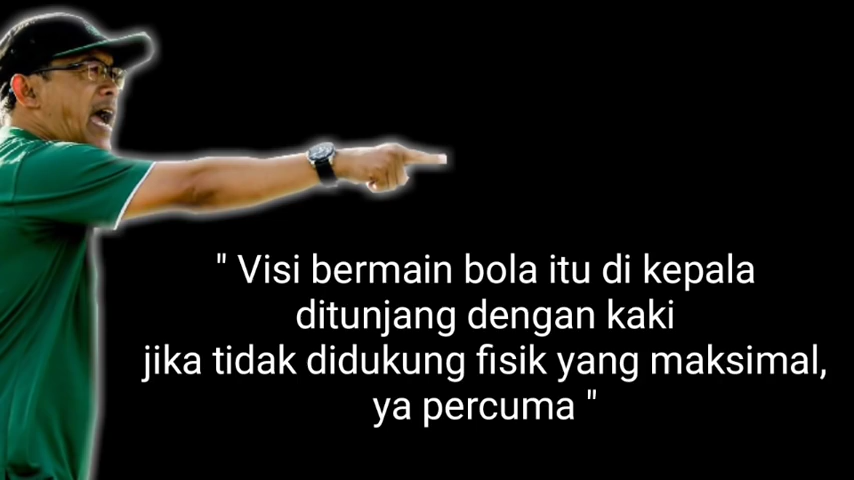 " Visi bermain bola itu di kepala
ditunjang dengan kaki
jika tidak didukung fisik yang maksimal,
ya percuma "